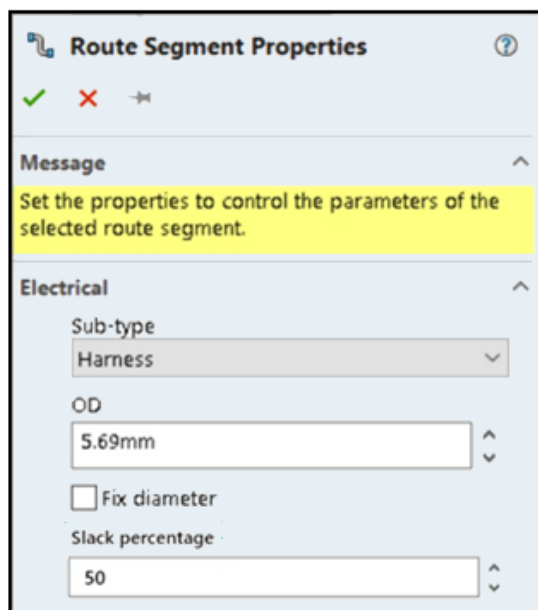 Route Segment Properties
Message
Set the properties to control the parameters of the
selected route segment.
Electrical
Sub-type
Harness
OD
5.69mm
Fix diameter
Slack percentage
50